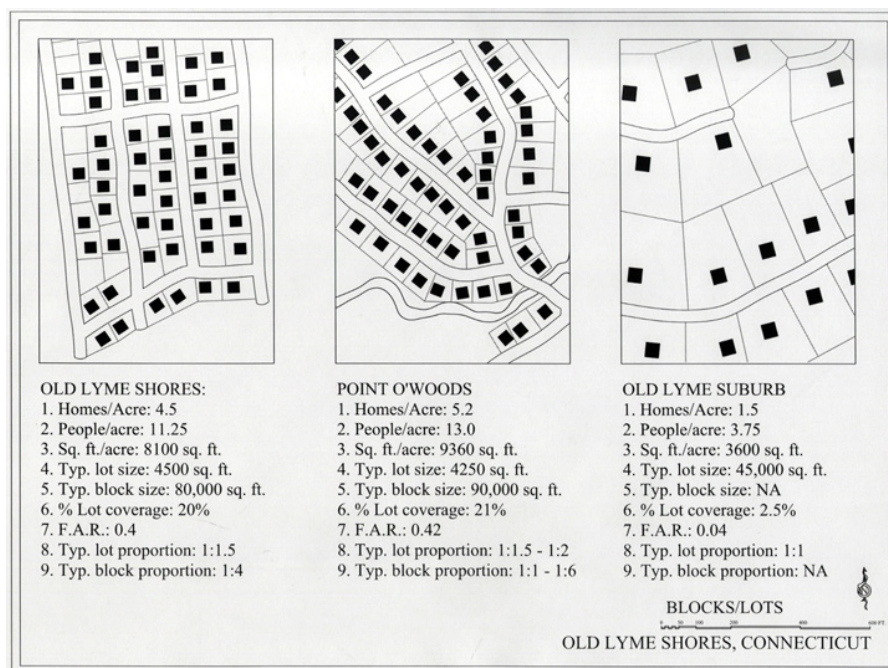 OLD LYME SHORES:
1. Homes/Acre: 4.5
2. People/acre: 11.25
3. Sq. ft./acre: 8100 sq. ft.
4. Typ. lot size: 4500 sq. ft.
5. Typ. block size: 80,000 sq. ft.
6. % Lot coverage: 20%
7. F.A.R.: 0.4
8. Typ. lot proportion: 1:1.5
9. Typ. block proportion: 1:4
POINT O'WOODS
1. Homes/Acre: 5.2
2. People/acre: 13.0
3. Sq. ft./acre: 9360 sq. ft.
4. Typ. lot size: 4250 sq. ft.
5. Typ. block size: 90,000 sq. ft.
6. % Lot coverage: 21%
7. F.A.R.: 0.42
8. Typ. lot proportion: 1:1.5 - 1:2
9. Typ. block proportion: 1:1 - 1:6
OLD LYME SUBURB
1. Homes/Acre: 1.5
2. People/acre: 3.75
3. Sq. ft./acre: 3600 sq. ft.
4. Typ. lot size: 45,000 sq. ft.
5. Typ. block size: NA
6. % Lot coverage: 2.5%
7. F.A.R.: 0.04
8. Typ. lot proportion: 1:1
9. Typ. block proportion: NA
BLOCKS/LOTS
0 50 100 200 400 600 FT.
OLD LYME SHORES, CONNECTICUT